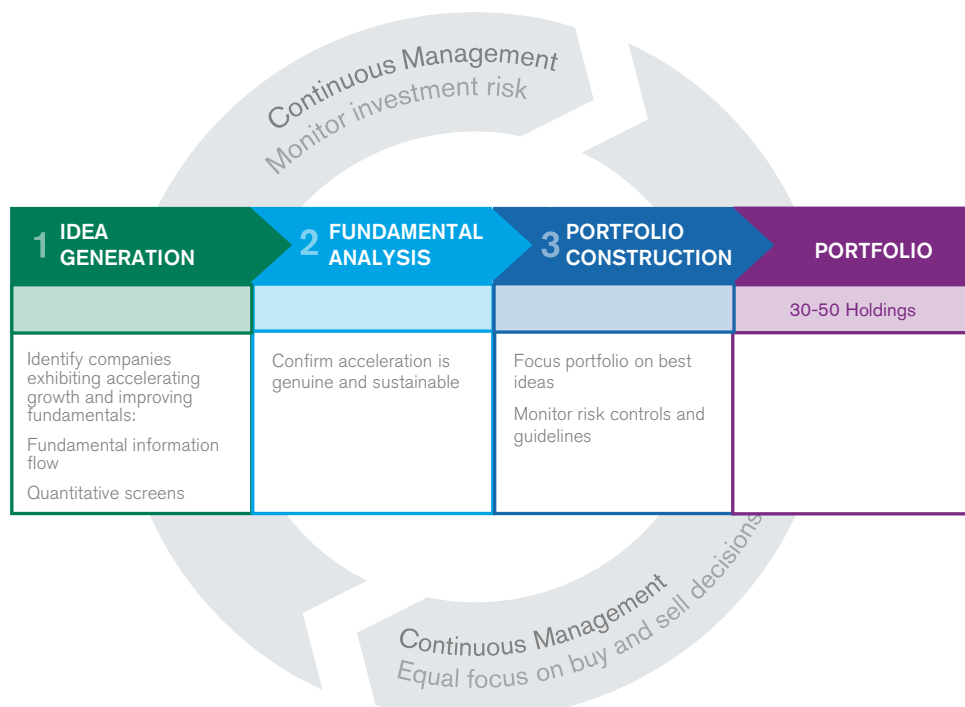 Continuous Management
Monitor investment risk
1 IDEA
GENERATION
2 FUNDAMENTAL
ANALYSIS
3 PORTFOLIO
CONSTRUCTION
PORTFOLIO
30-50 Holdings
Identify companies
exhibiting accelerating
growth and improving
fundamentals:
Fundamental information
flow
Quantitative screens
Confirm acceleration is
genuine and sustainable
Focus portfolio on best
ideas
Monitor risk controls and
guidelines
Continuous Management
Equal focus on buy and sell decisions